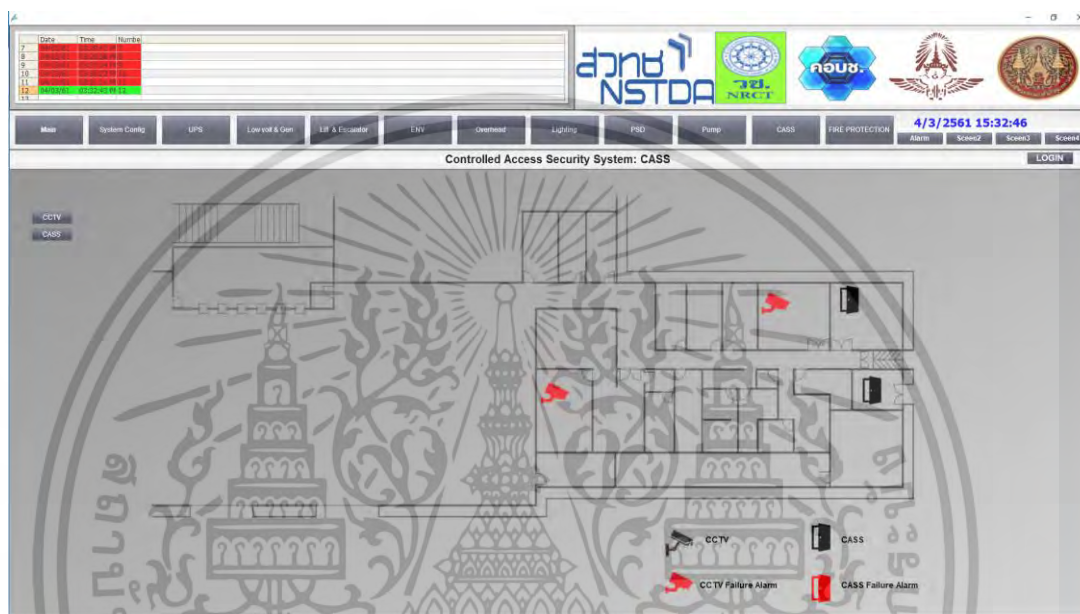 Date Time Numbe
7
8
9
10
11
12 04/03/61 03:32:45 PM 12
13
สวทช
NSTDA
วช.
NRCT
คอบช.
Main System Config UPS Low volt & Gen Lift & Escarator ENV Overhead Lighting PSD Pump CASS FIRE PROTECTION
4/3/2561 15:32:46
Alarm Sceen2 Sceen3 Sceen4
Controlled Access Security System: CASS
LOGIN
CCTV
CASS
CCTV CASS
CCTV Failure Alarm CASS Failure Alarm